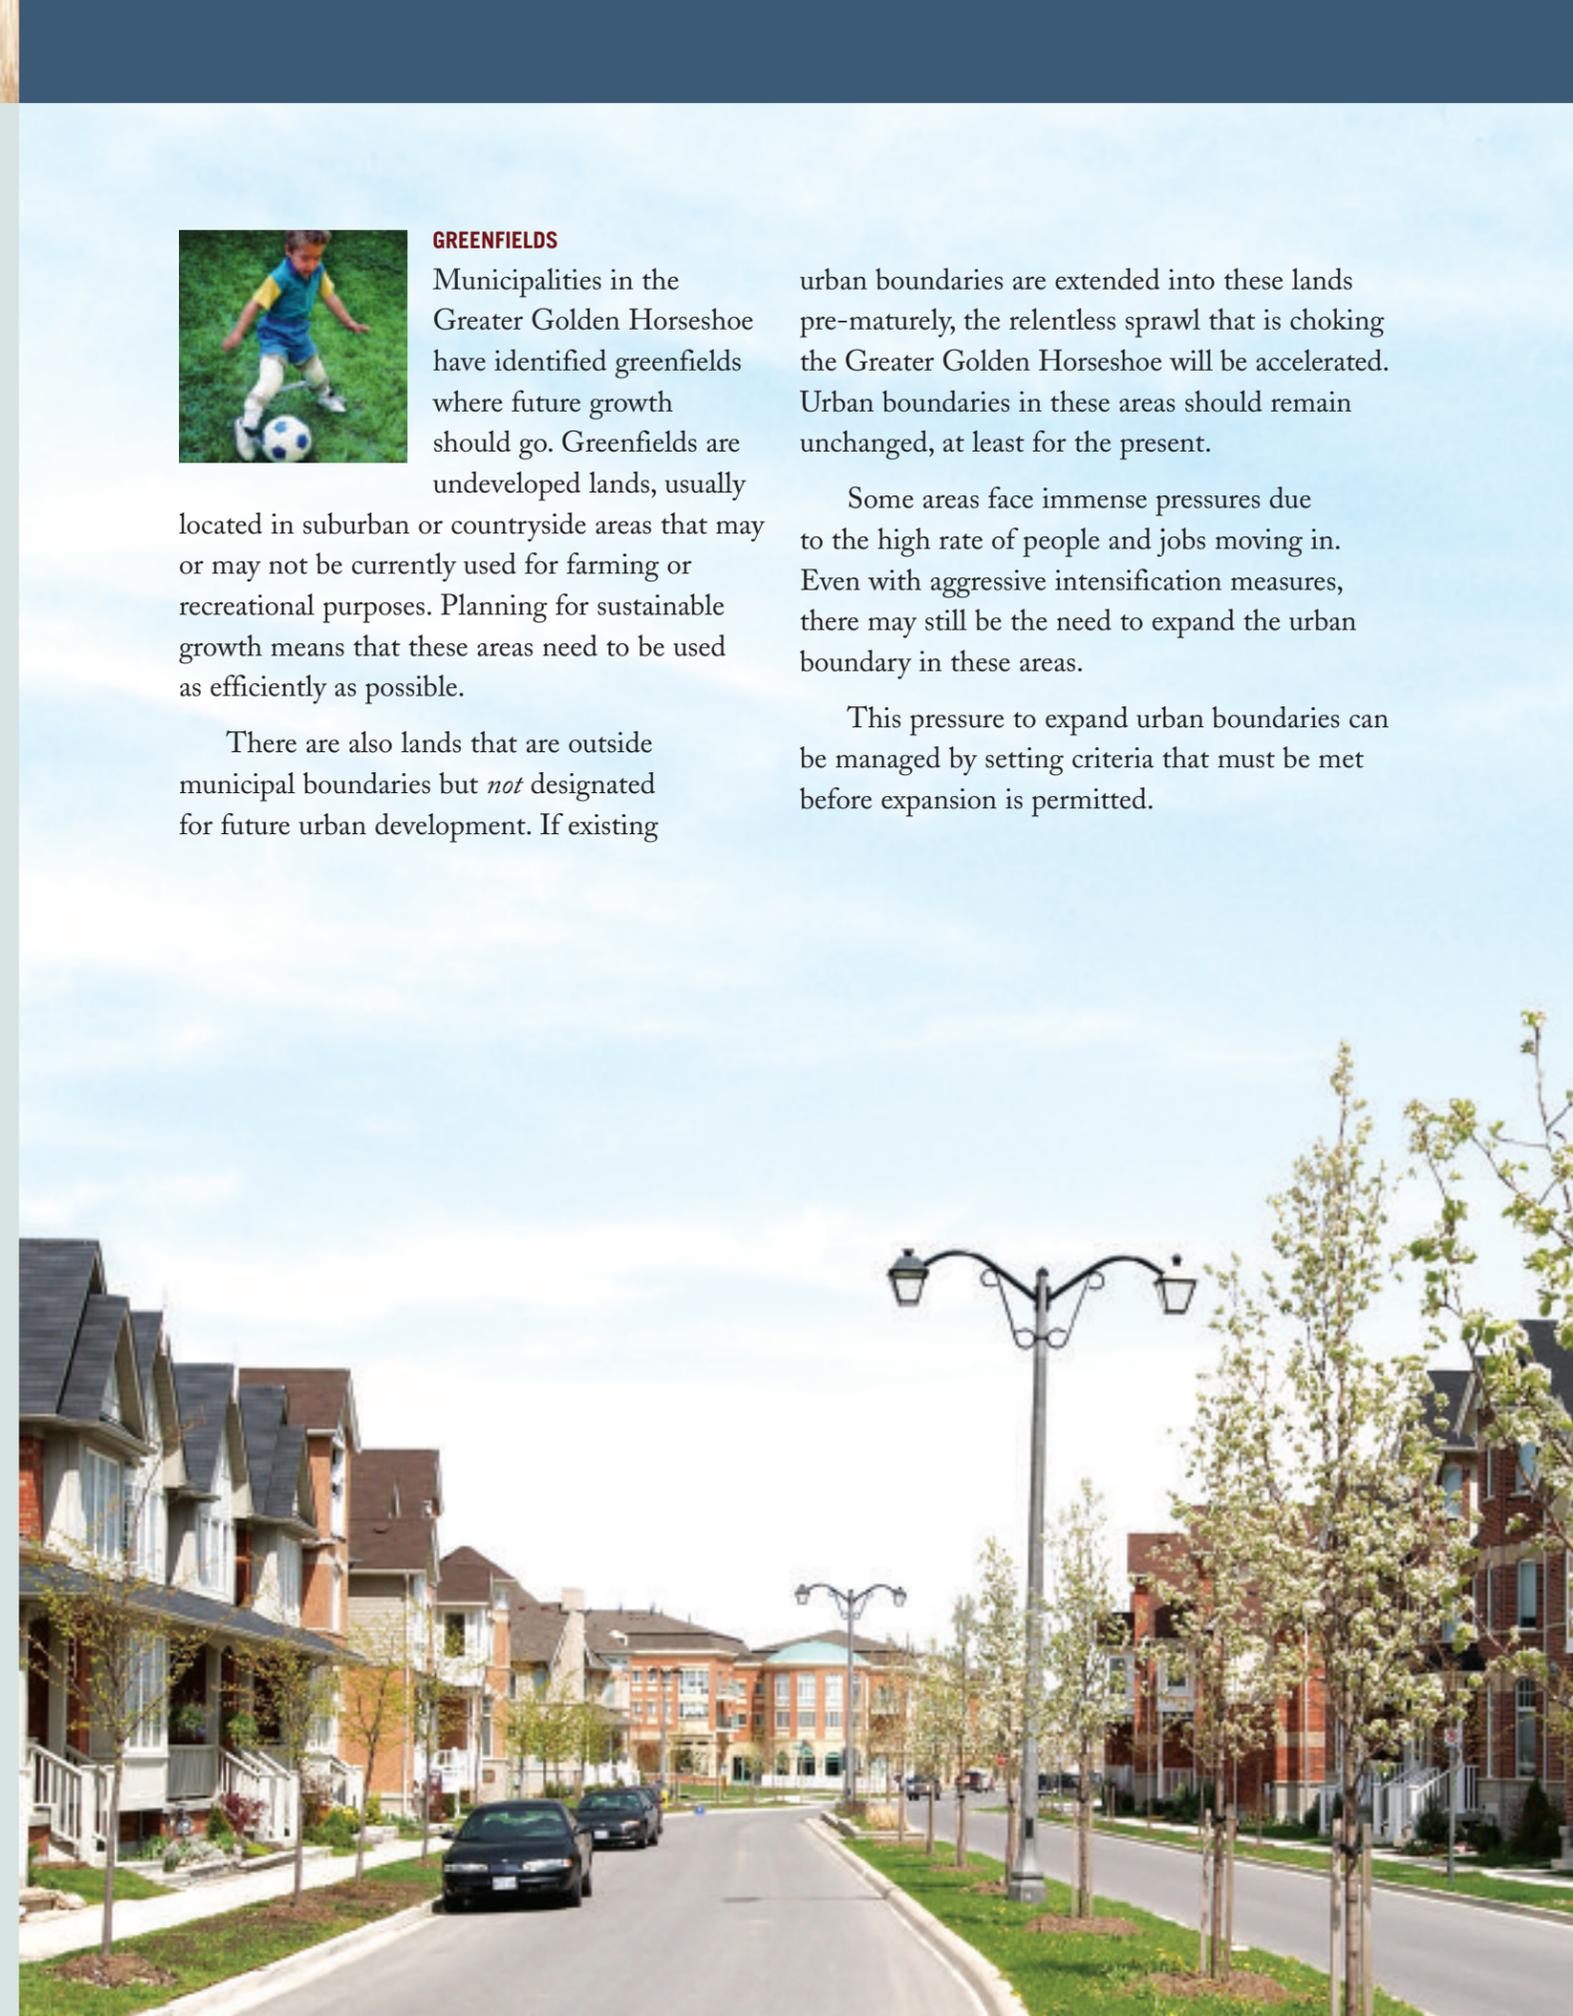 GREENFIELDS
Municipalities in the
Greater Golden Horseshoe
have identified greenfields
where future growth
should go. Greenfields are
undeveloped lands, usually
located in suburban or countryside areas that may
or may not be currently used for farming or
recreational purposes. Planning for sustainable
growth means that these areas need to be used
as efficiently as possible.
There are also lands that are outside
municipal boundaries but not designated
for future urban development. If existing
urban boundaries are extended into these lands
pre-maturely, the relentless sprawl that is choking
the Greater Golden Horseshoe will be accelerated.
Urban boundaries in these areas should remain
unchanged, at least for the present.
Some areas face immense pressures due
to the high rate of people and jobs moving in.
Even with aggressive intensification measures,
there may still be the need to expand the urban
boundary in these areas.
This pressure to expand urban boundaries can
be managed by setting criteria that must be met
before expansion is permitted.